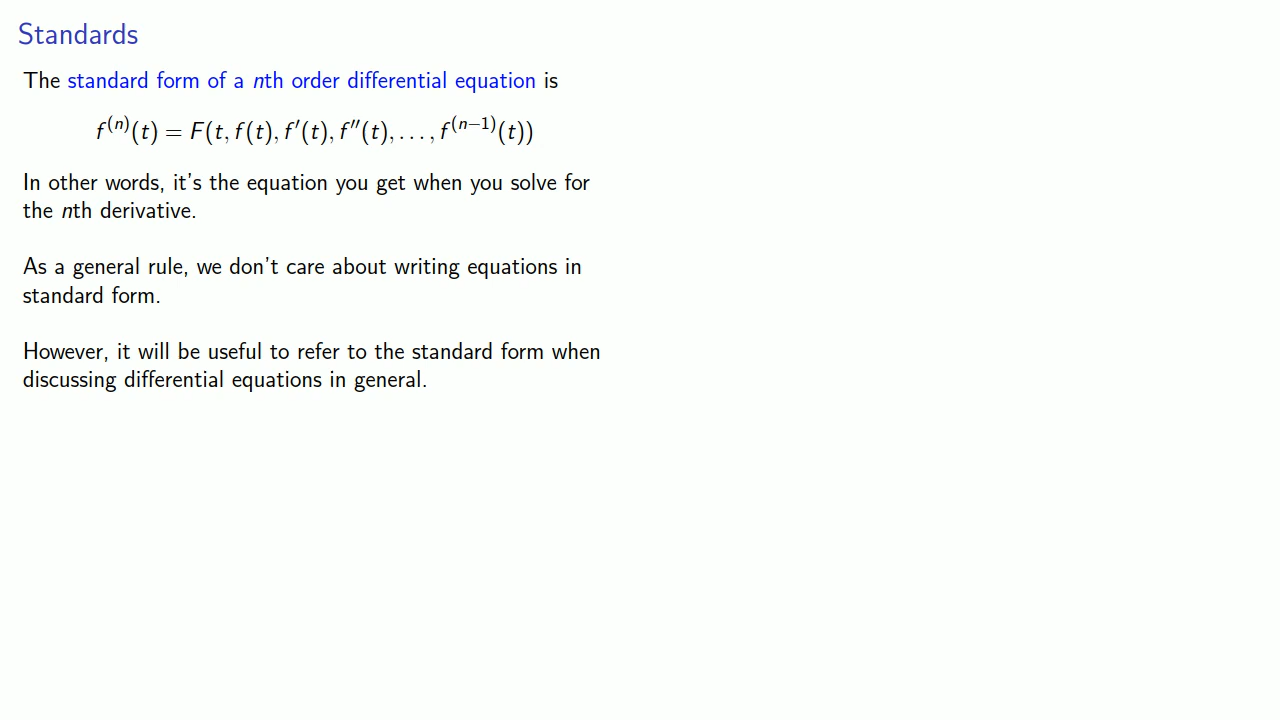 Standards
The standard form of a nth order differential equation is
f⁽ⁿ⁾(t) = F(t, f(t), f′(t), f″(t), . . . , f⁽ⁿ⁻¹⁾(t))
In other words, it's the equation you get when you solve for
the nth derivative.
As a general rule, we don't care about writing equations in
standard form.
However, it will be useful to refer to the standard form when
discussing differential equations in general.